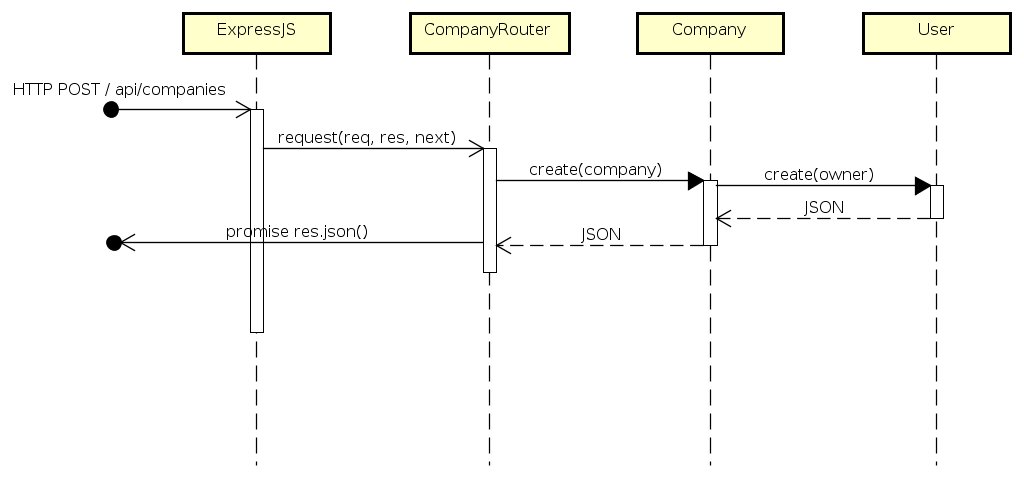 ExpressJS
CompanyRouter
Company
User
HTTP POST / api/companies
request(req, res, next)
create(company)
create(owner)
JSON
promise res.json()
JSON